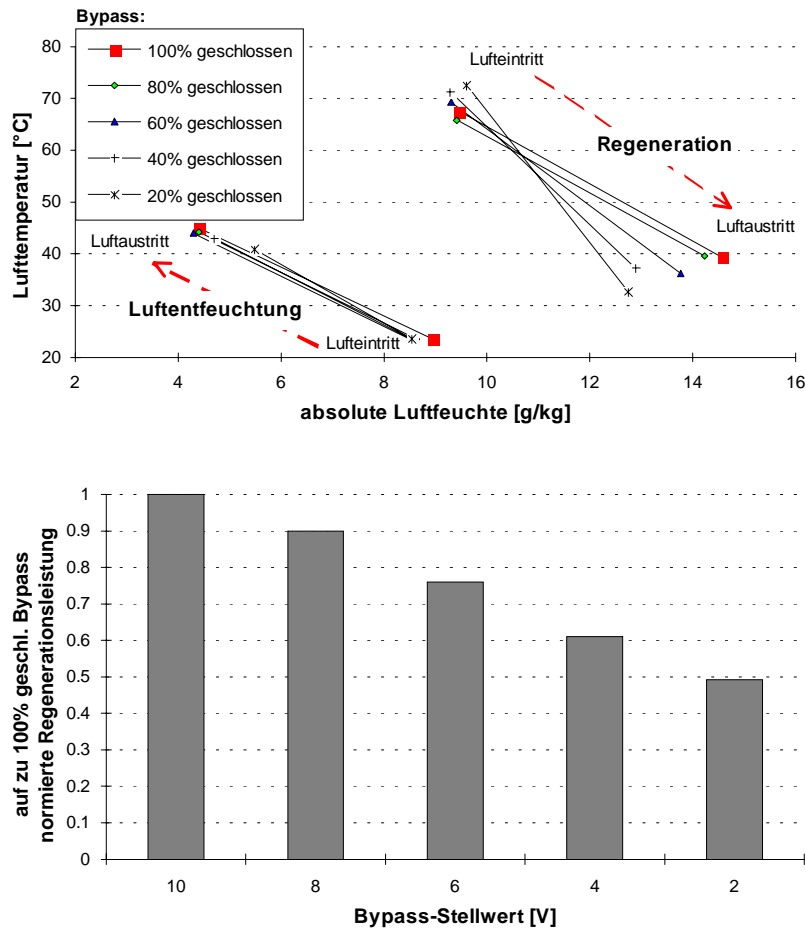 Bypass:
100% geschlossen
80% geschlossen
60% geschlossen
40% geschlossen
20% geschlossen
80
70
60
50
40
30
20
Lufttemperatur [°C]
Lufteintritt
Regeneration
Luftaustritt
Luftaustritt
Luftentfeuchtung
Lufteintritt
2 4 6 8 10 12 14 16
absolute Luftfeuchte [g/kg]
1
0.9
0.8
0.7
0.6
0.5
0.4
0.3
0.2
0.1
0
auf zu 100% geschl. Bypass
normierte Regenerationsleistung
10 8 6 4 2
Bypass-Stellwert [V]